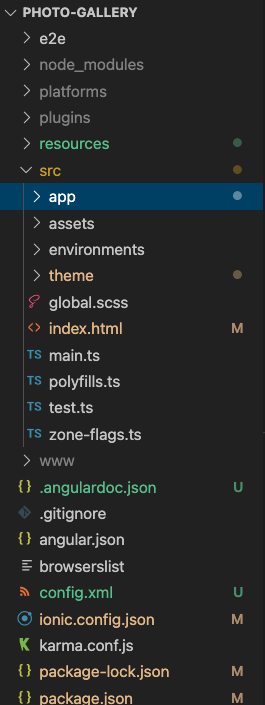 PHOTO-GALLERY
e2e
node_modules
platforms
plugins
resources
src
app
assets
environments
theme
global.scss
index.html M
TS main.ts
TS polyfills.ts
TS test.ts
TS zone-flags.ts
www
{} .angulardoc.json U
.gitignore
{} angular.json
browserslist
config.xml U
ionic.config.json M
karma.conf.js
{} package-lock.json M
{} package.json M